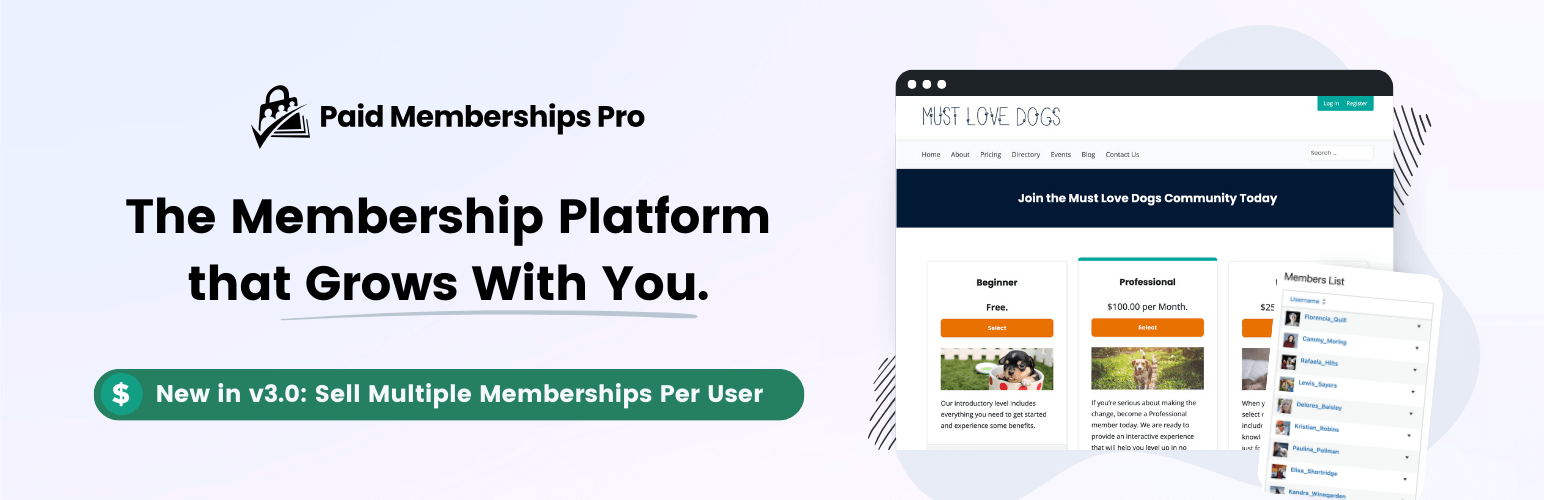 Paid Memberships Pro
The Membership Platform
that Grows With You.
$ New in v3.0: Sell Multiple Memberships Per User
MUST LOVE DOGS
Log In Register
Home About Pricing Directory Events Blog Contact Us
Search ...
Join the Must Love Dogs Community Today
Beginner
Free.
Select
Our introductory level includes
everything you need to get started
and experience some benefits.
Professional
$100.00 per Month.
Select
If you're serious about making the
change, become a Professional
member today. We are ready to
provide an interactive experience
that will help you level up in no
$25
When y
select r
includ
knowl
just fo
Members List
Username
Florencia_Quill
Cammy_Moring
Rafaela_Hilts
Lewis_Sayers
Delores_Baisley
Kristian_Robins
Paulina_Pellman
Elisa_Shortridge
Kandra_Winegarden